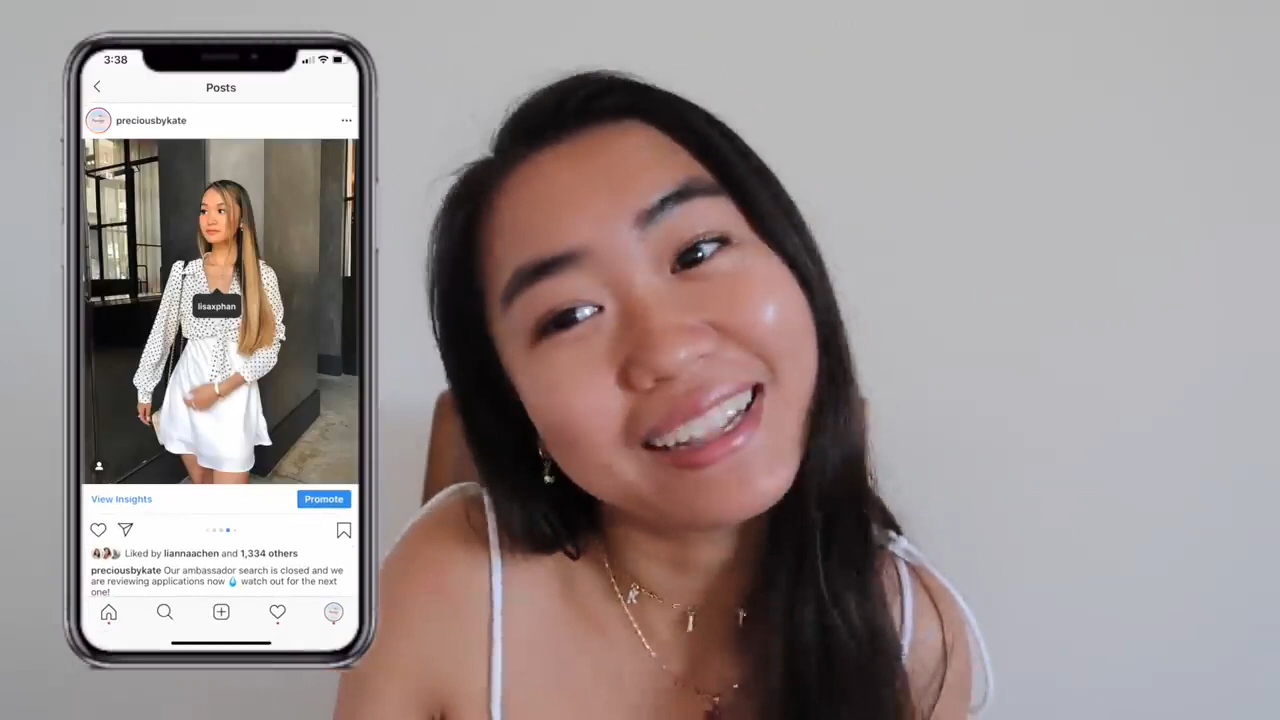 3:38
Posts
preciousbykate
lisaxphan
View Insights
Promote
Liked by liannaachen and 1,334 others
preciousbykate Our ambassador search is closed and we
are reviewing applications now 💧 watch out for the next
one!
K